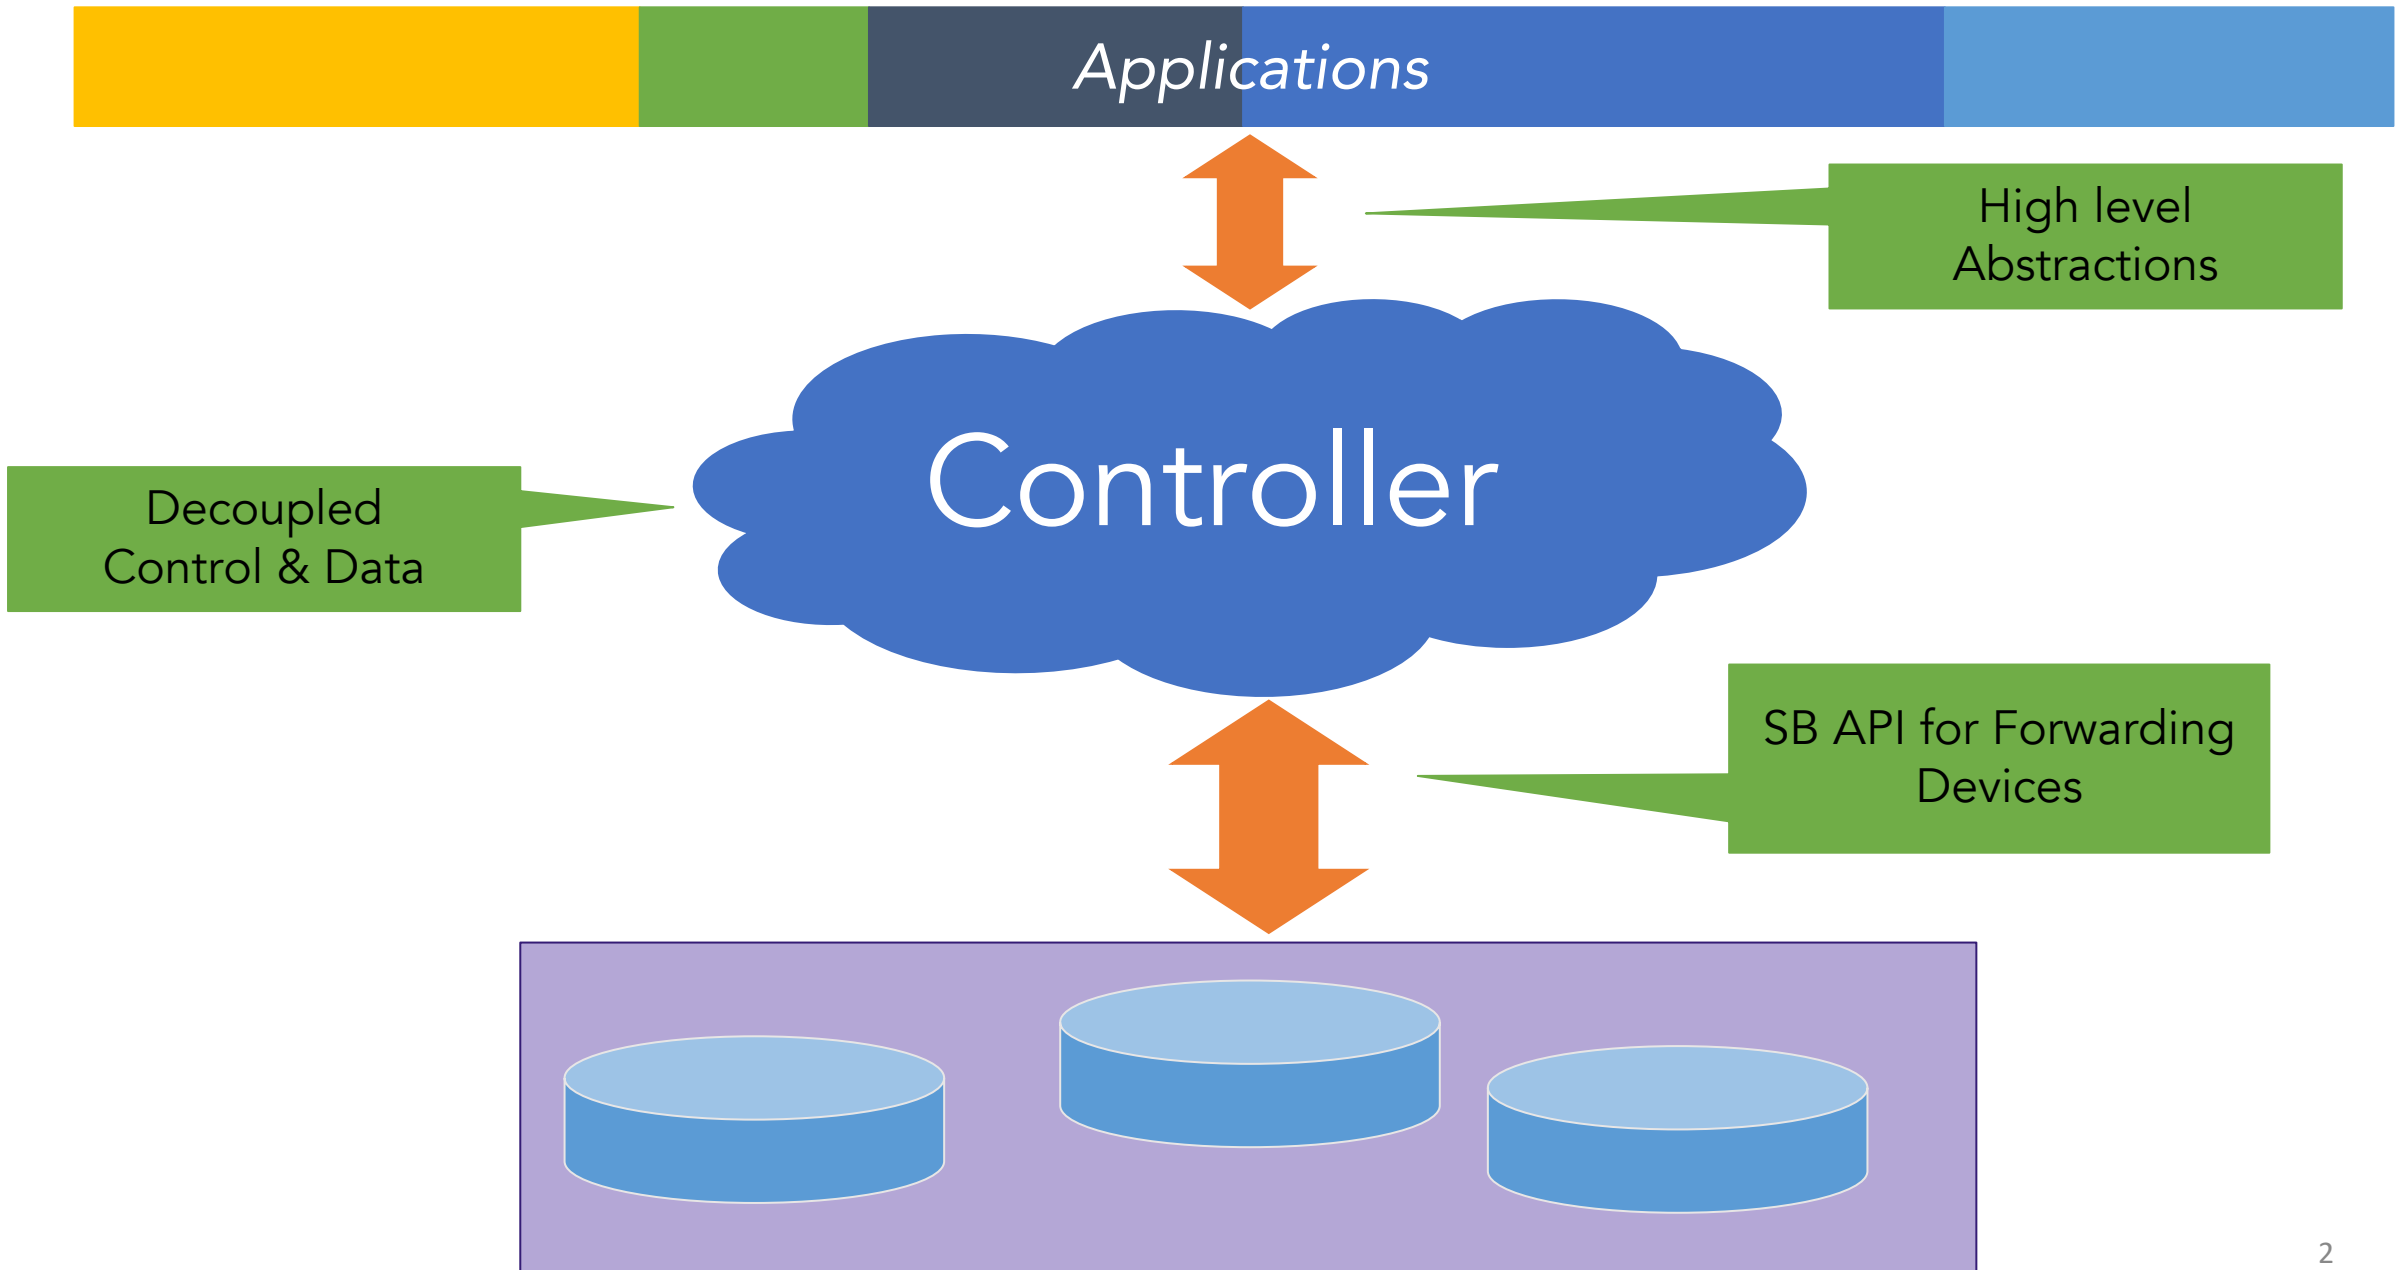 Applications
High level
Abstractions
Controller
Decoupled
Control & Data
SB API for Forwarding
Devices
2